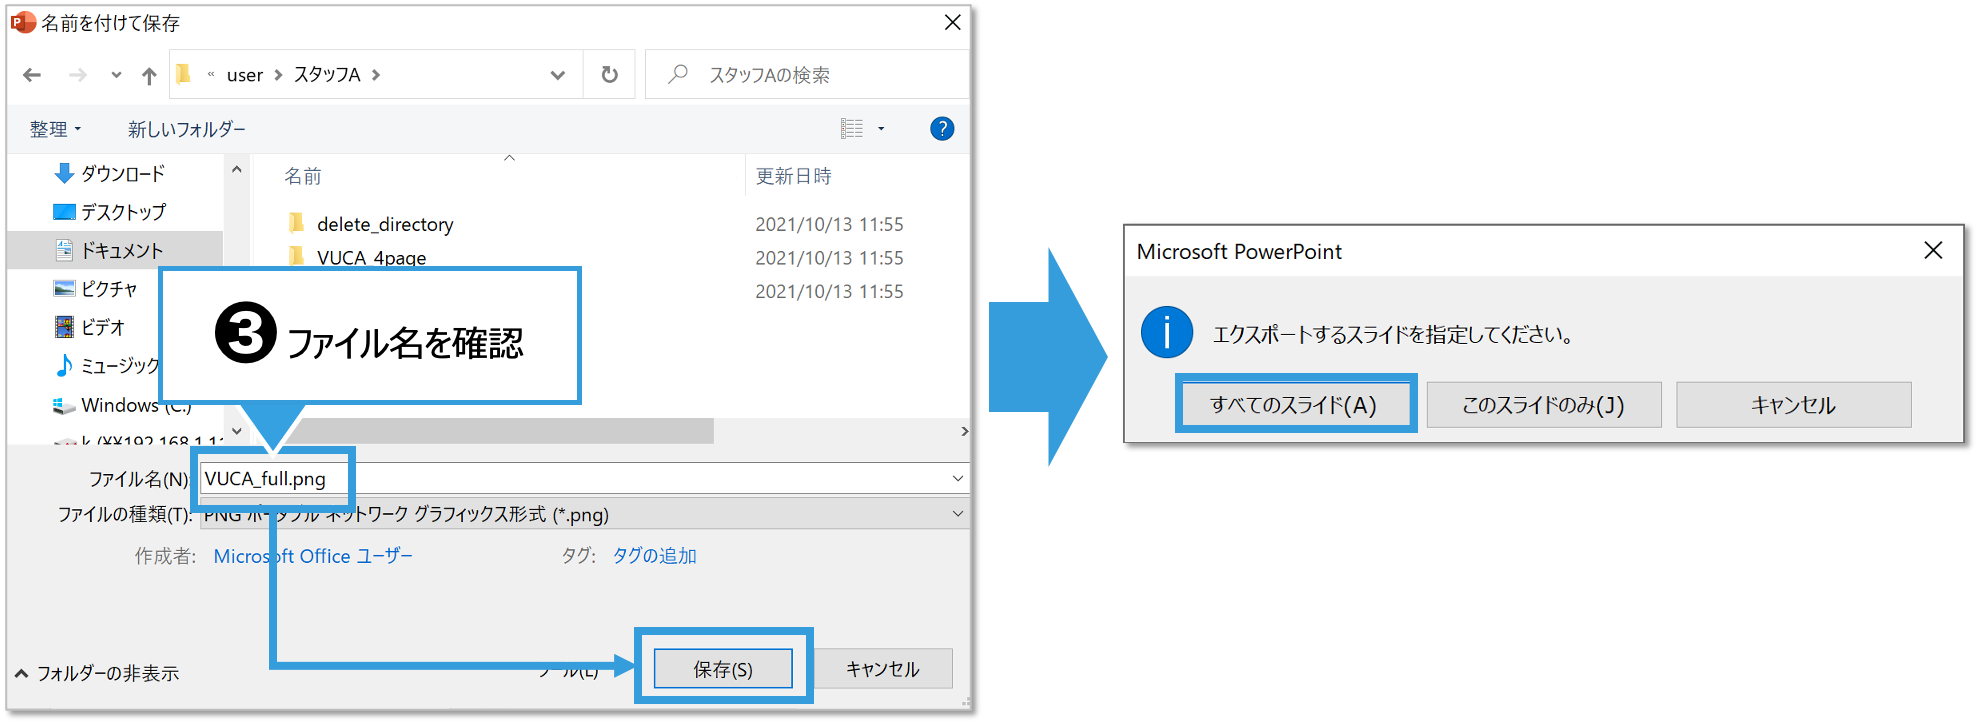 名前を付けて保存
« user › スタッフA ›
スタッフAの検索
整理
新しいフォルダー
?
ダウンロード
デスクトップ
ドキュメント
ピクチャ
ビデオ
ミュージック
Windows (C:)
名前
更新日時
delete_directory
2021/10/13 11:55
VUCA_4page
2021/10/13 11:55
2021/10/13 11:55
❸ファイル名を確認
ファイル名(N):
VUCA_full.png
ファイルの種類(T):
PNG ポータブル ネットワーク グラフィックス形式 (*.png)
作成者: Microsoft Office ユーザー
タグ: タグの追加
フォルダーの非表示
保存(S)
キャンセル
Microsoft PowerPoint
エクスポートするスライドを指定してください。
すべてのスライド(A)
このスライドのみ(J)
キャンセル